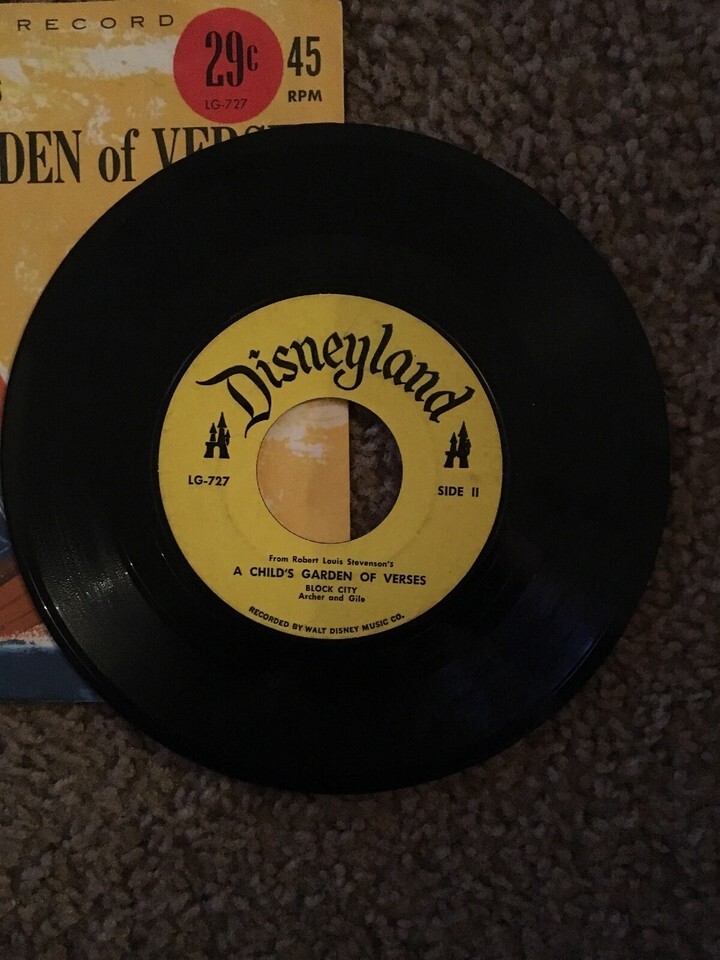 RECORD
29¢
LG-727
45
RPM
DEN of VERS
Disneyland
LG-727
SIDE II
From Robert Louis Stevenson's
A CHILD'S GARDEN OF VERSES
BLOCK CITY
Archer and Gile
RECORDED BY WALT DISNEY MUSIC CO.